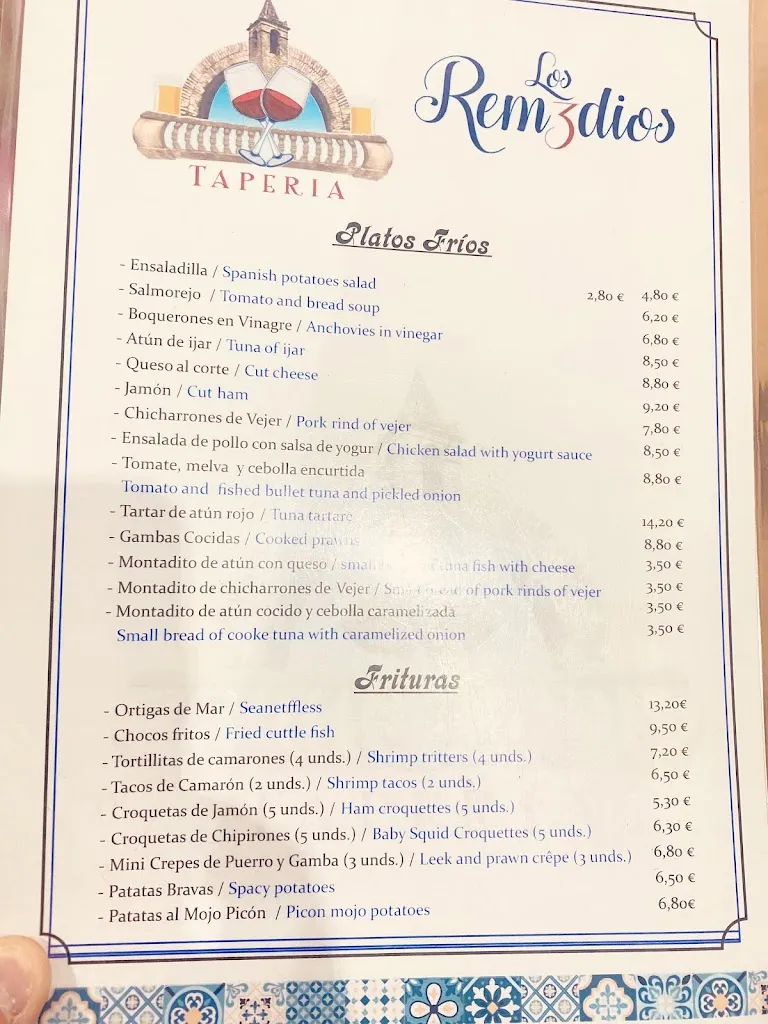 TAPERIA
Los
Rem3dios
Platos Fríos
- Ensaladilla / Spanish potatoes salad 2,80 € 4,80 €
- Salmorejo / Tomato and bread soup 6,20 €
- Boquerones en Vinagre / Anchovies in vinegar 6,80 €
- Atún de ijar / Tuna of ijar 8,50 €
- Queso al corte / Cut cheese 8,80 €
- Jamón / Cut ham 9,20 €
- Chicharrones de Vejer / Pork rind of vejer 7,80 €
- Ensalada de pollo con salsa de yogur / Chicken salad with yogurt sauce 8,50 €
- Tomate, melva y cebolla encurtida 8,80 €
Tomato and fished bullet tuna and pickled onion
- Tartar de atún rojo / Tuna tartare 14,20 €
- Gambas Cocidas / Cooked prawns 8,80 €
- Montadito de atún con queso / small tuna fish with cheese 3,50 €
- Montadito de chicharrones de Vejer / Small bread of pork rinds of vejer 3,50 €
- Montadito de atún cocido y cebolla caramelizada 3,50 €
Small bread of cooke tuna with caramelized onion 3,50 €
Frituras
- Ortigas de Mar / Seanetffless 13,20€
- Chocos fritos / Fried cuttle fish 9,50 €
- Tortillitas de camarones (4 unds.) / Shrimp tritters (4 unds.) 7,20 €
- Tacos de Camarón (2 unds.) / Shrimp tacos (2 unds.) 6,50 €
- Croquetas de Jamón (5 unds.) / Ham croquettes (5 unds.) 5,30 €
- Croquetas de Chipirones (5 unds.) / Baby Squid Croquettes (5 unds.) 6,30 €
- Mini Crepes de Puerro y Gamba (3 unds.) / Leek and prawn crêpe (3 unds.) 6,80 €
- Patatas Bravas / Spacy potatoes 6,50 €
- Patatas al Mojo Picón / Picon mojo potatoes 6,80€